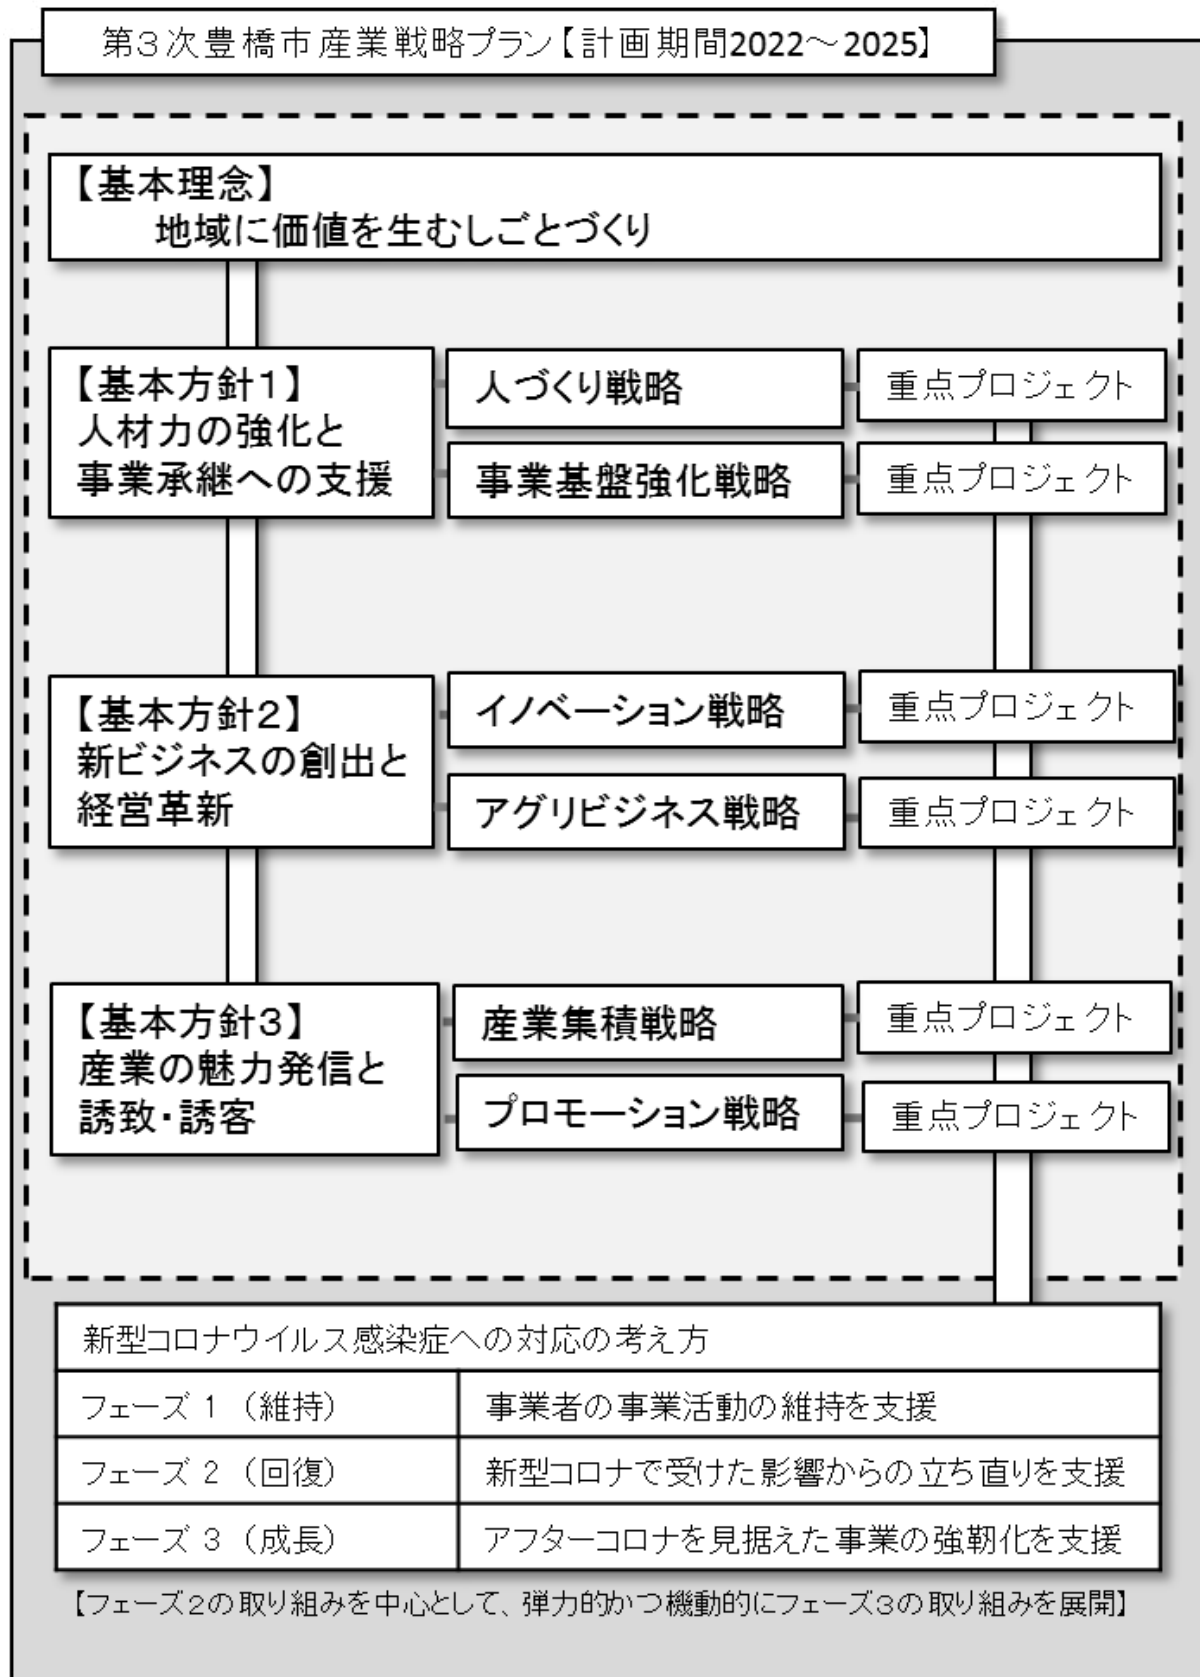 第3次豊橋市産業戦略プラン【計画期間2022～2025】
【基本理念】
地域に価値を生むしごとづくり
【基本方針1】
人材力の強化と
事業承継への支援
人づくり戦略
重点プロジェクト
事業基盤強化戦略
重点プロジェクト
【基本方針2】
新ビジネスの創出と
経営革新
イノベーション戦略
重点プロジェクト
アグリビジネス戦略
重点プロジェクト
【基本方針3】
産業の魅力発信と
誘致・誘客
産業集積戦略
重点プロジェクト
プロモーション戦略
重点プロジェクト
新型コロナウイルス感染症への対応の考え方
フェーズ 1 （維持） 事業者の事業活動の維持を支援
フェーズ 2 （回復） 新型コロナで受けた影響からの立ち直りを支援
フェーズ 3 （成長） アフターコロナを見据えた事業の強靭化を支援
【フェーズ2の取り組みを中心として、弾力的かつ機動的にフェーズ3の取り組みを展開】